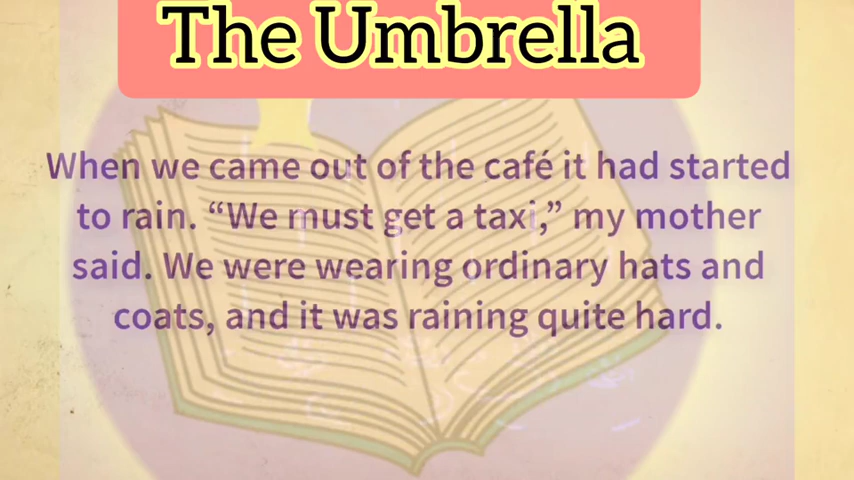 The Umbrella
When we came out of the café it had started
to rain. “We must get a taxi,” my mother
said. We were wearing ordinary hats and
coats, and it was raining quite hard.